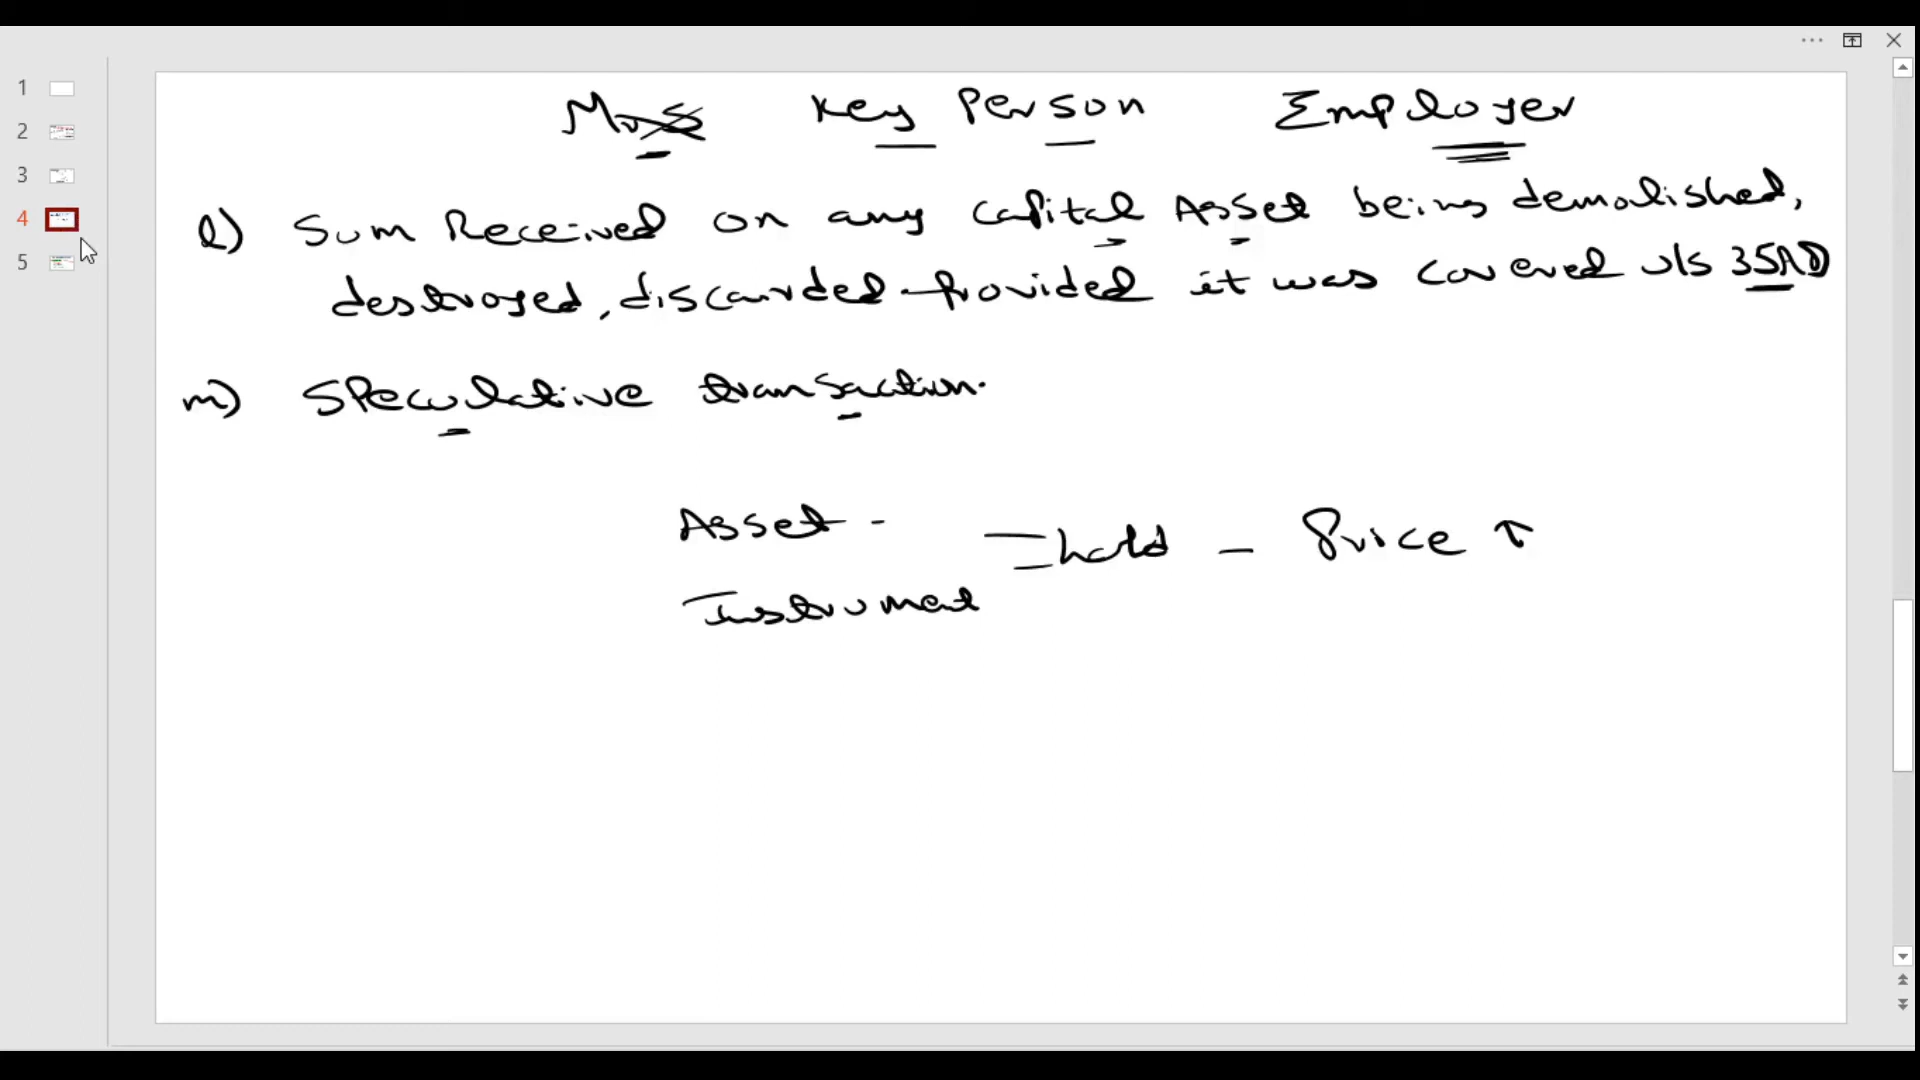 1
2
3
4
5
Key Person Employer
l) Sum Received on any capital Asset being demolished,
destroyed, discarded provided it was covered u/s 35AD
m) Speculative transaction.
Asset - = hold - Price ↑
Instrument